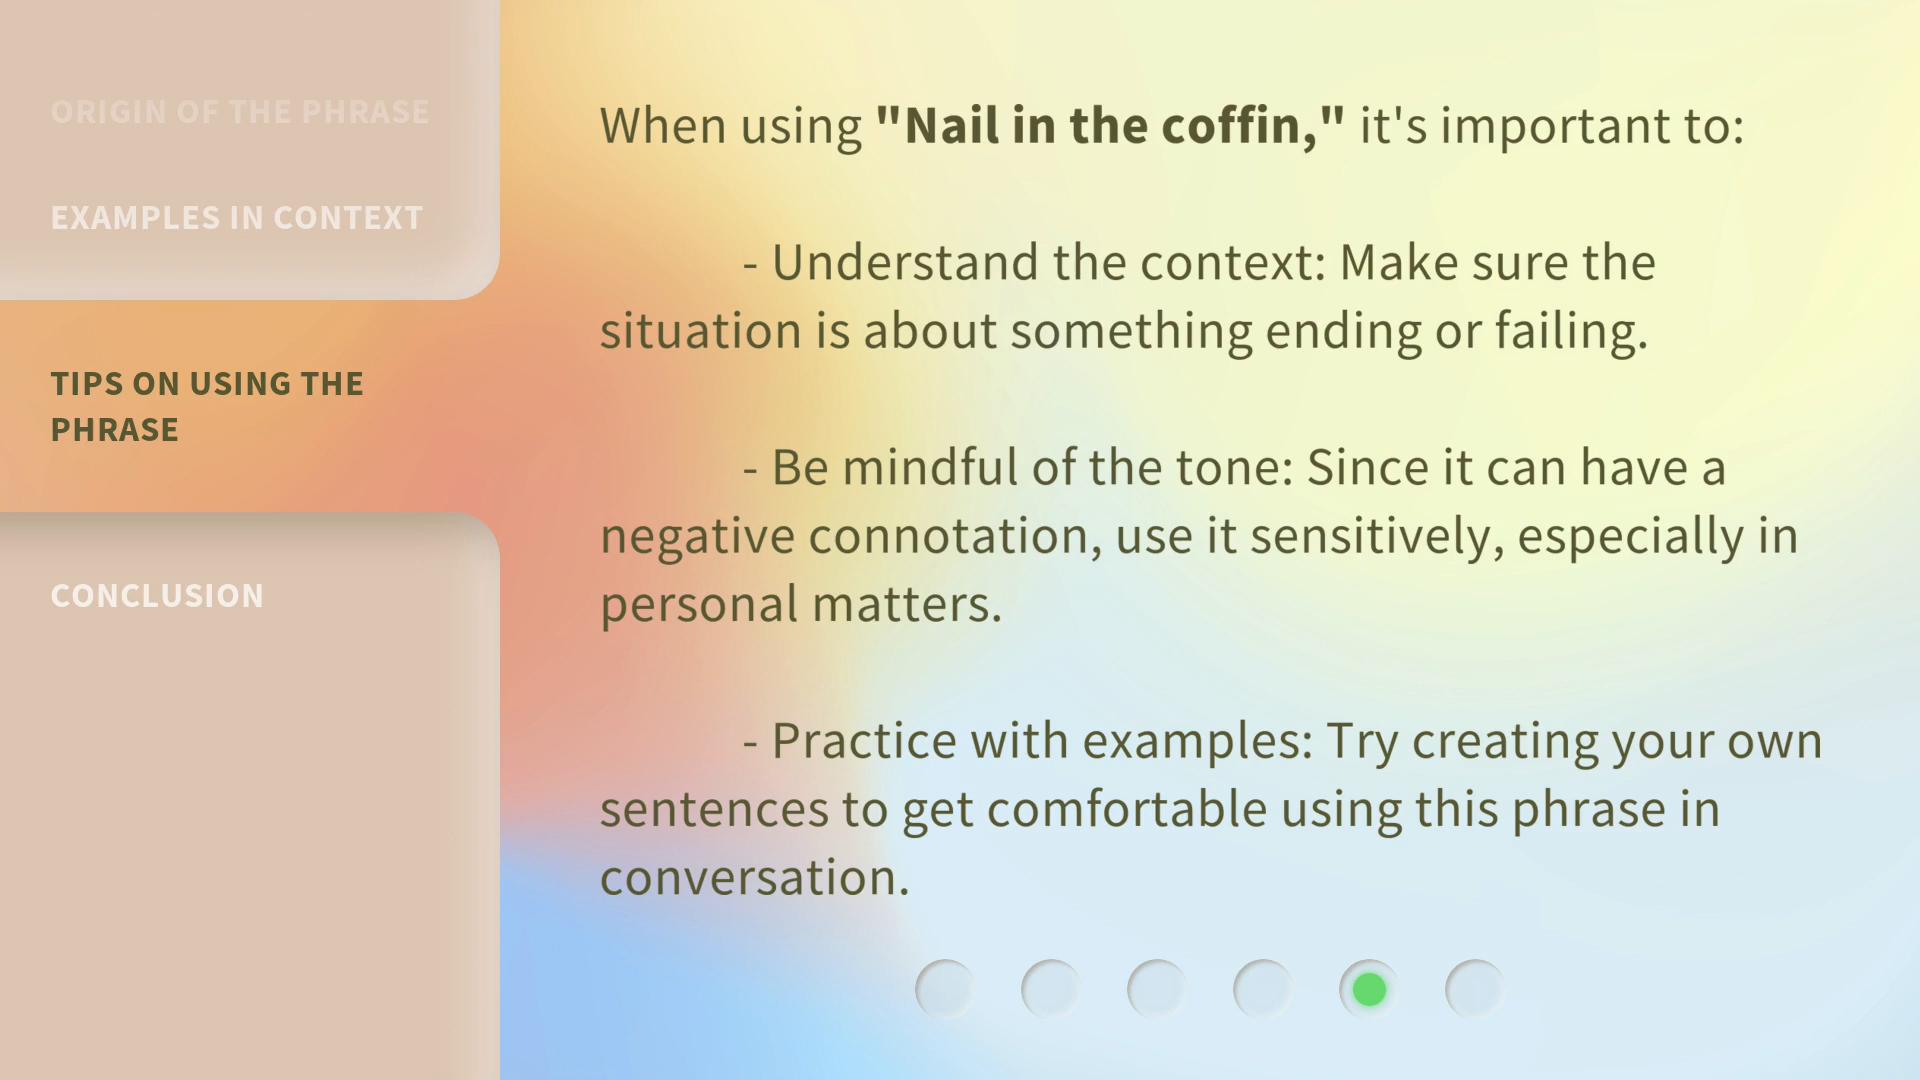 ORIGIN OF THE PHRASE
EXAMPLES IN CONTEXT
TIPS ON USING THE
PHRASE
CONCLUSION
When using "Nail in the coffin," it's important to:
- Understand the context: Make sure the
situation is about something ending or failing.
- Be mindful of the tone: Since it can have a
negative connotation, use it sensitively, especially in
personal matters.
- Practice with examples: Try creating your own
sentences to get comfortable using this phrase in
conversation.